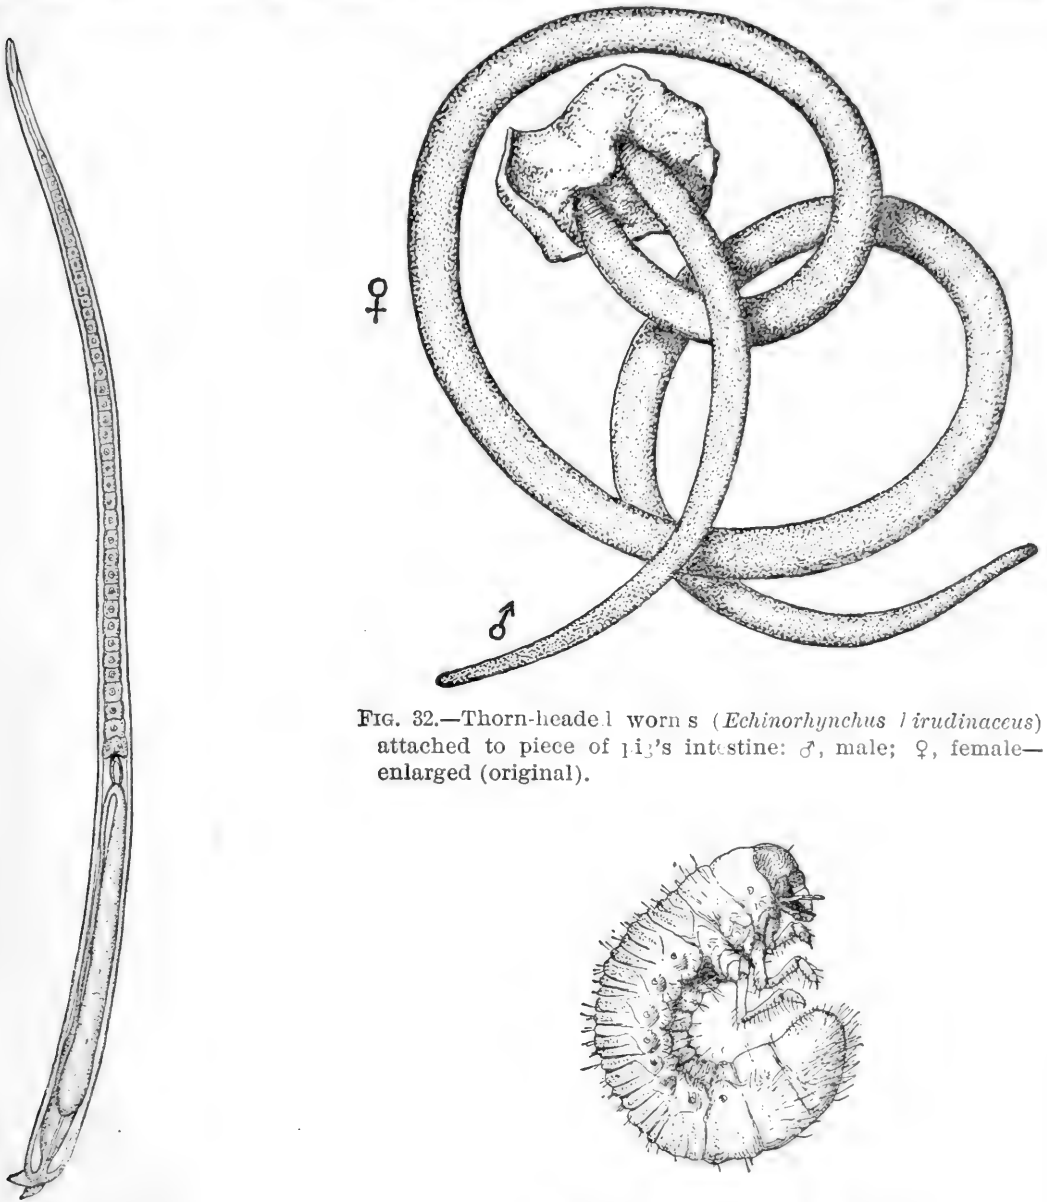 FIG. 32.—Thorn-headed worms (Echinorhynchus hirudinaceus)
attached to piece of pig's intestine: ♂, male; ♀, female—
enlarged (original).